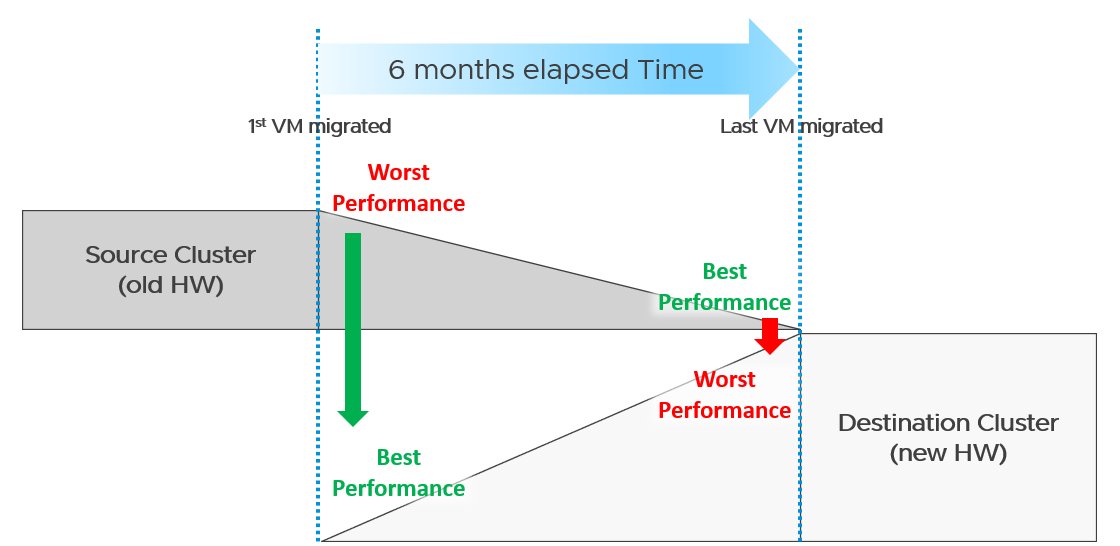 6 months elapsed Time
1st VM migrated
Last VM migrated
Worst
Performance
Source Cluster
(old HW)
Best
Performance
Worst
Performance
Destination Cluster
(new HW)
Best
Performance